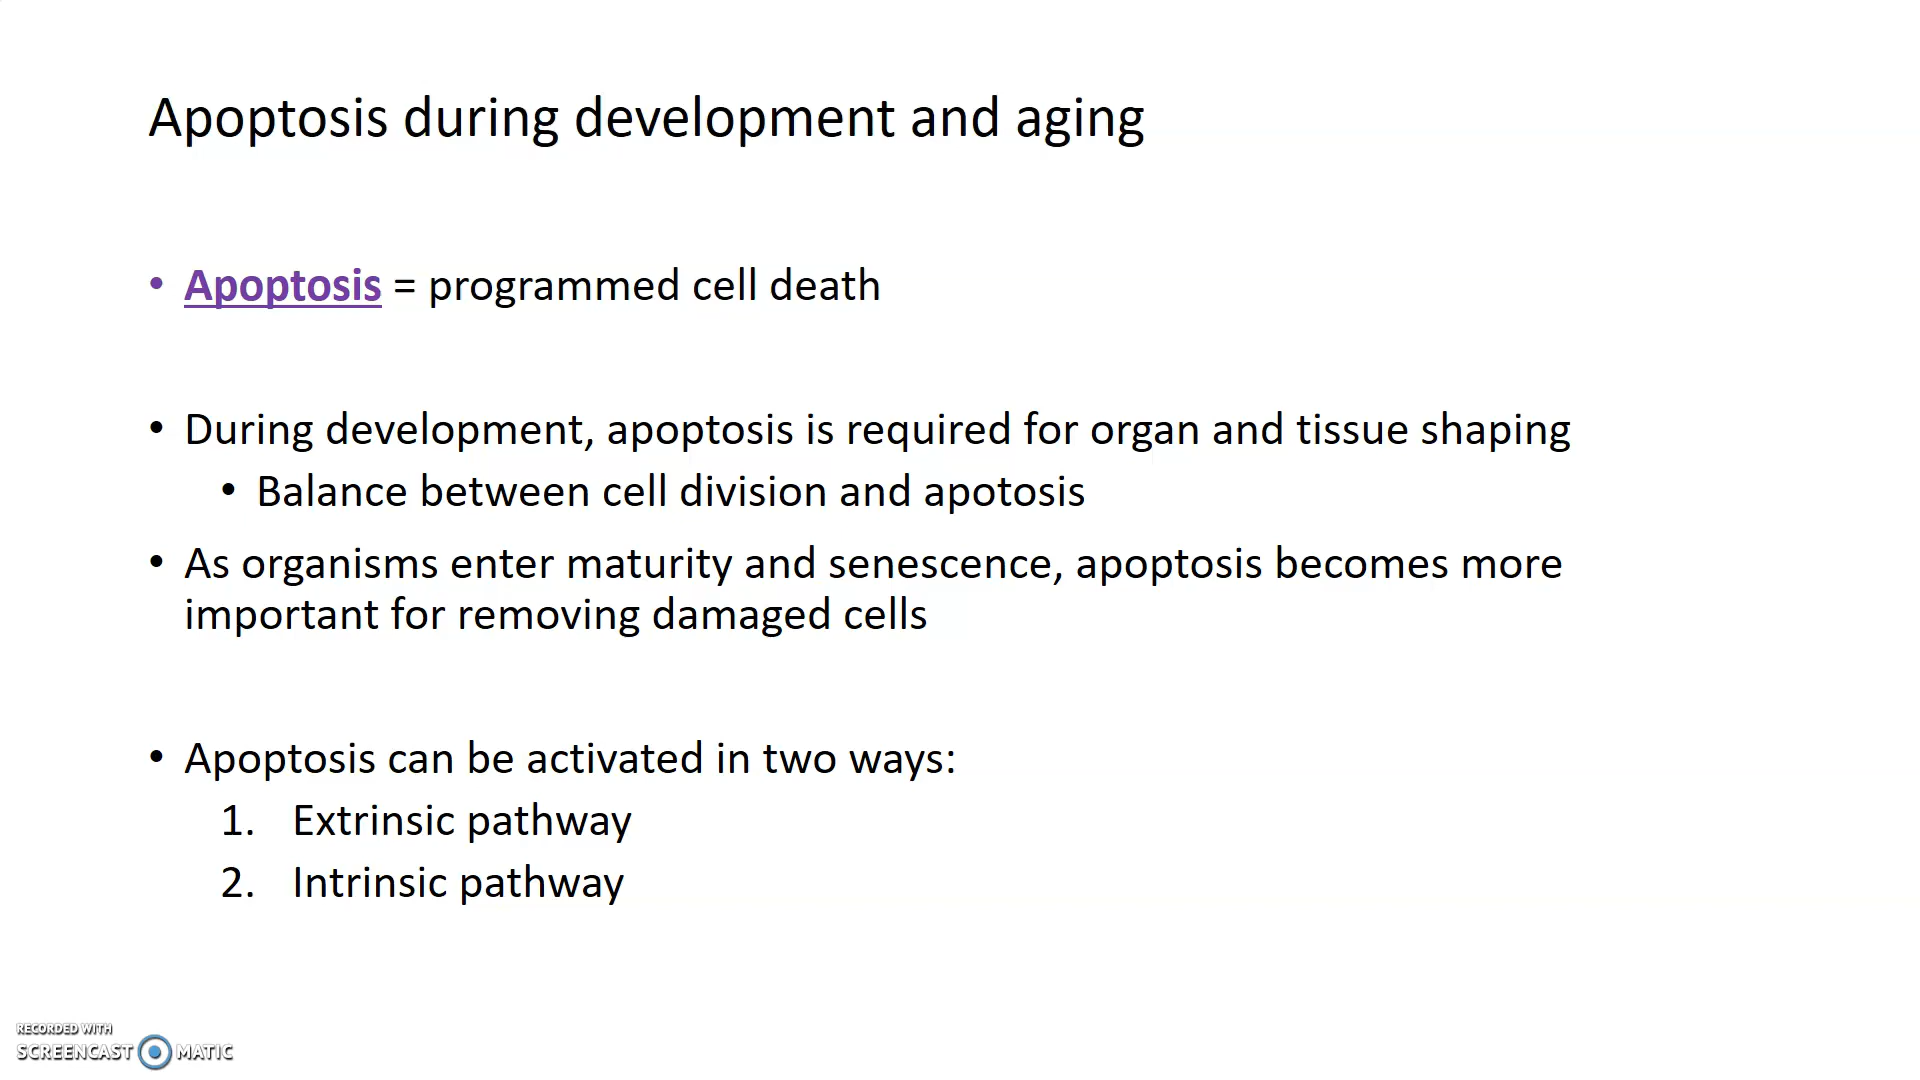 Apoptosis during development and aging
• Apoptosis = programmed cell death
• During development, apoptosis is required for organ and tissue shaping
• Balance between cell division and apotosis
• As organisms enter maturity and senescence, apoptosis becomes more
important for removing damaged cells
• Apoptosis can be activated in two ways:
1. Extrinsic pathway
2. Intrinsic pathway
RECORDED WITH
SCREENCAST MATIC